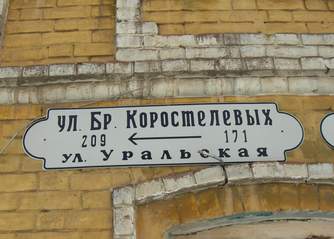 ул. Бр. Коростелевых
209 ← 171
ул. Уральская